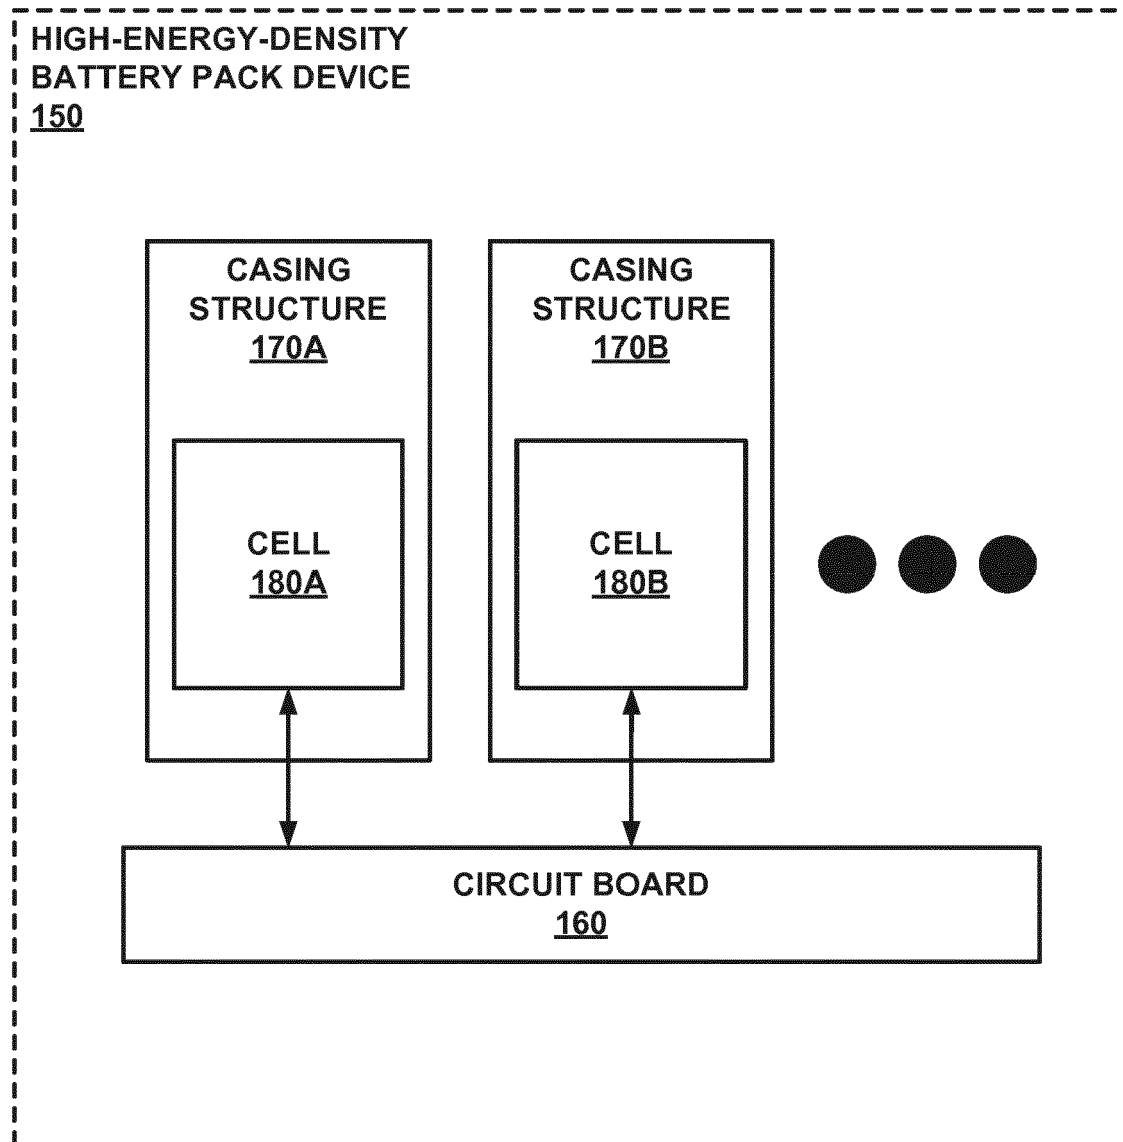 HIGH-ENERGY-DENSITY
BATTERY PACK DEVICE
150
CASING
STRUCTURE
170A
CASING
STRUCTURE
170B
CELL
180A
CELL
180B
CIRCUIT BOARD
160